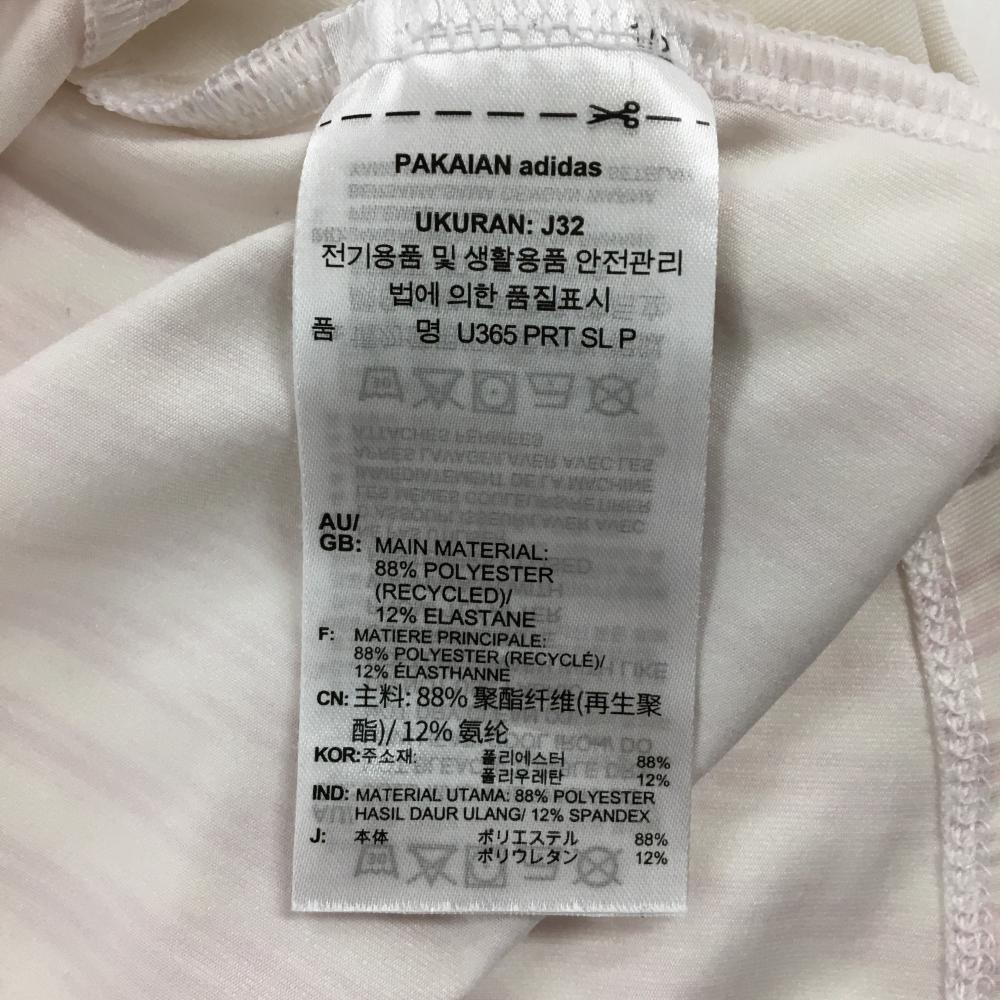 PAKAIAN adidas
UKURAN: J32
전기용품 및 생활용품 안전관리
법에 의한 품질표시
품 명 U365 PRT SL P
AU/
GB: MAIN MATERIAL:
88% POLYESTER
(RECYCLED)/
12% ELASTANE
F: MATIERE PRINCIPALE:
88% POLYESTER (RECYCLÉ)/
12% ÉLASTHANNE
CN: 主料: 88% 聚酯纤维(再生聚
酯)/ 12% 氨纶
KOR: 주소재: 폴리에스터 88%
폴리우레탄 12%
IND: MATERIAL UTAMA: 88% POLYESTER
HASIL DAUR ULANG/ 12% SPANDEX
J: 本体 ポリエステル 88%
ポリウレタン 12%